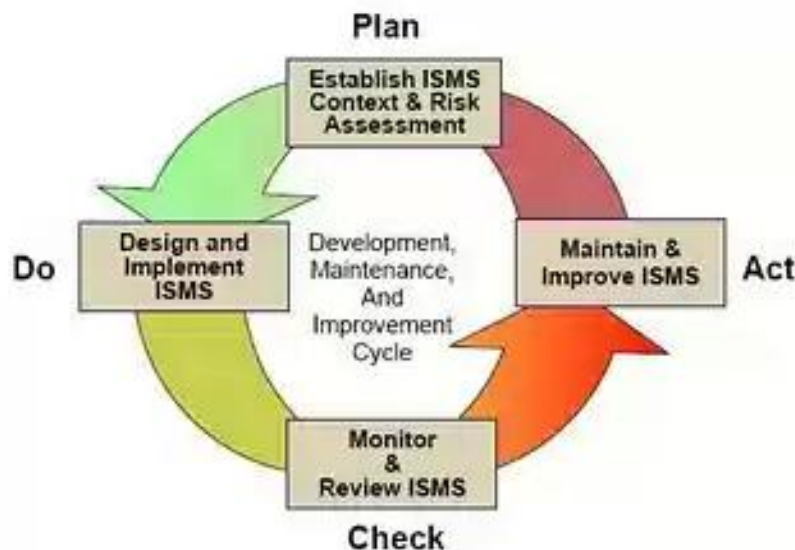 Plan
Establish ISMS
Context & Risk
Assessment
Do
Design and
Implement
ISMS
Development,
Maintenance,
And
Improvement
Cycle
Maintain &
Improve ISMS
Act
Monitor
&
Review ISMS
Check